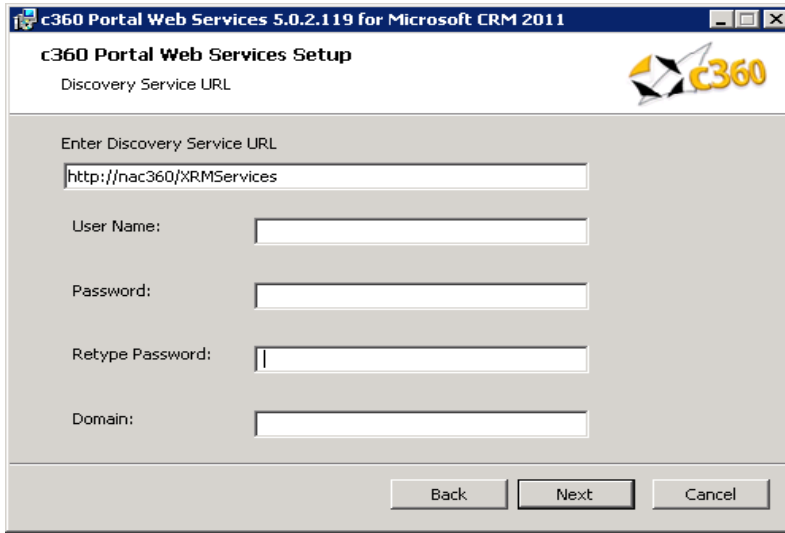 c360 Portal Web Services 5.0.2.119 for Microsoft CRM 2011
c360 Portal Web Services Setup
Discovery Service URL
c360
Enter Discovery Service URL
http://nac360/XRMServices
User Name:
Password:
Retype Password:
Domain:
Back Next Cancel